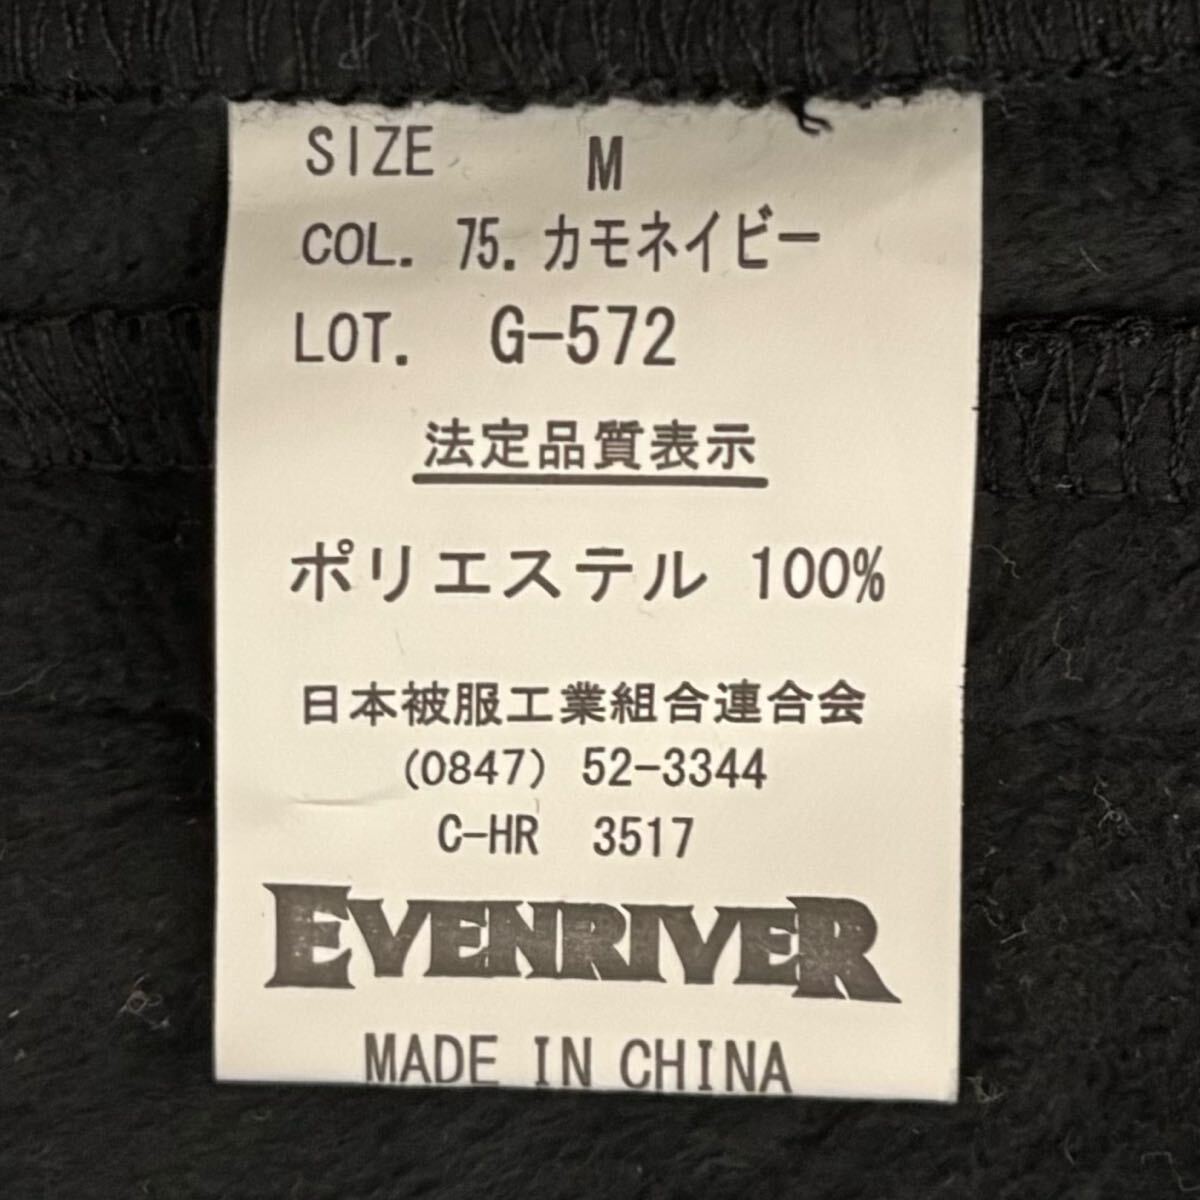 SIZE M
COL. 75. カモネイビー
LOT. G-572
法定品質表示
ポリエステル 100%
日本被服工業組合連合会
(0847) 52-3344
C-HR 3517
EVENRIVER
MADE IN CHINA